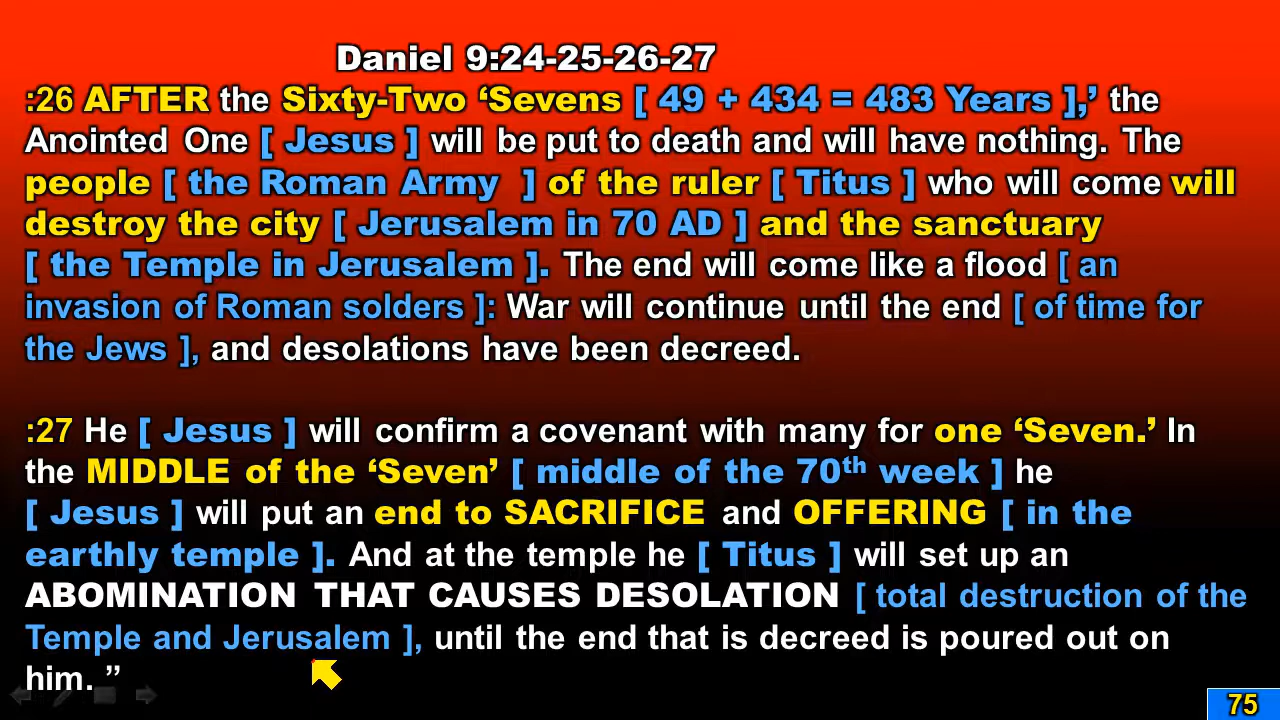 Daniel 9:24-25-26-27
:26 AFTER the Sixty-Two ‘Sevens [ 49 + 434 = 483 Years ],’ the
Anointed One [ Jesus ] will be put to death and will have nothing. The
people [ the Roman Army ] of the ruler [ Titus ] who will come will
destroy the city [ Jerusalem in 70 AD ] and the sanctuary
[ the Temple in Jerusalem ]. The end will come like a flood [ an
invasion of Roman solders ]: War will continue until the end [ of time for
the Jews ], and desolations have been decreed.
:27 He [ Jesus ] will confirm a covenant with many for one ‘Seven.’ In
the MIDDLE of the ‘Seven’ [ middle of the 70th week ] he
[ Jesus ] will put an end to SACRIFICE and OFFERING [ in the
earthly temple ]. And at the temple he [ Titus ] will set up an
ABOMINATION THAT CAUSES DESOLATION [ total destruction of the
Temple and Jerusalem ], until the end that is decreed is poured out on
him. ”
75